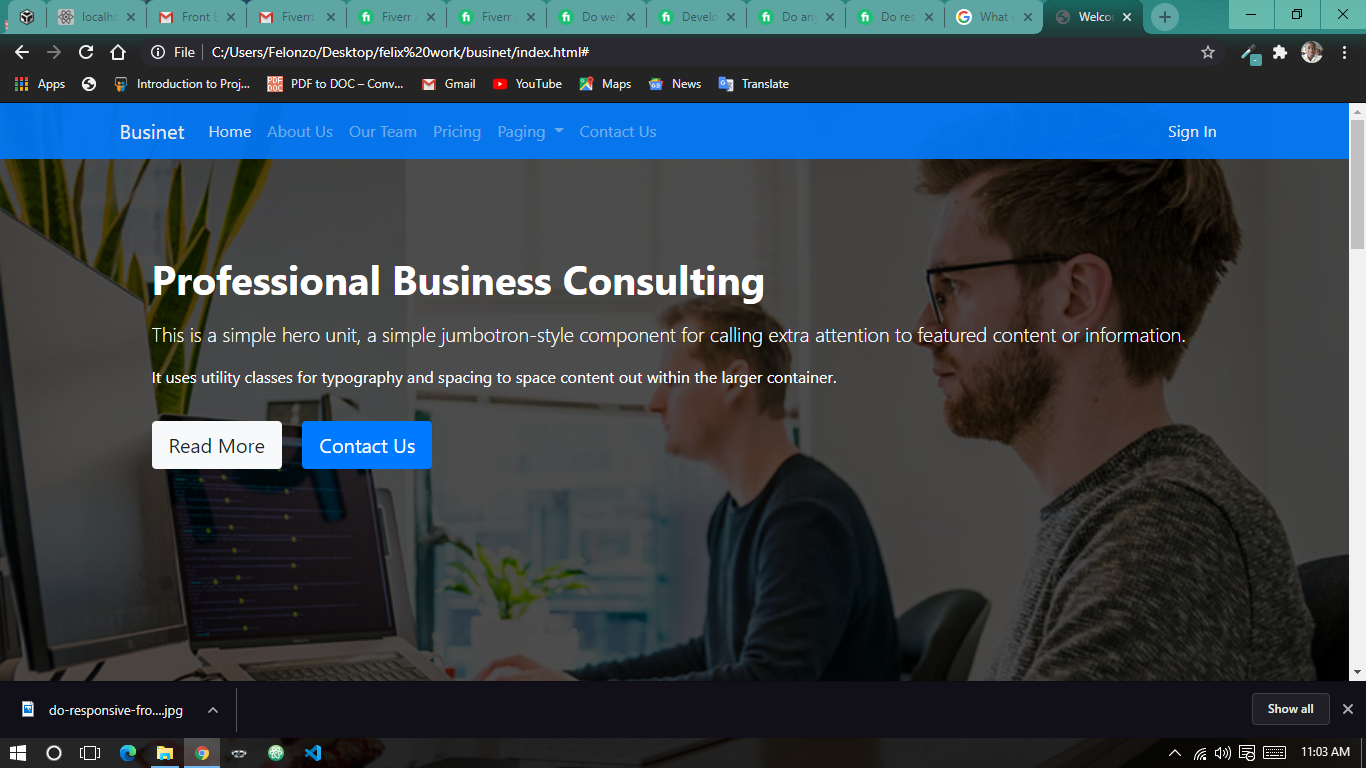 localho
Front E
Fiverr
Fiverr
Fiverr
Do wel
Develo
Do any
Do res
What
Welcor
File
C:/Users/Felonzo/Desktop/felix%20work/businet/index.html#
Apps
Introduction to Proj...
PDF to DOC – Conv...
Gmail
YouTube
Maps
News
Translate
Businet
Home
About Us
Our Team
Pricing
Paging
Contact Us
Sign In
Professional Business Consulting
This is a simple hero unit, a simple jumbotron-style component for calling extra attention to featured content or information.
It uses utility classes for typography and spacing to space content out within the larger container.
Read More
Contact Us
do-responsive-fro....jpg
Show all
11:03 AM